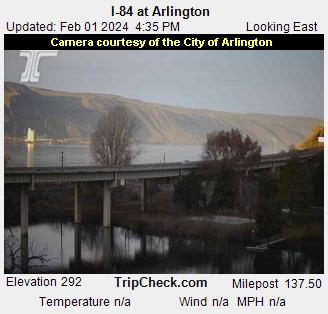 I-84 at Arlington
Updated: Feb 01 2024 4:35 PM Looking East
Camera courtesy of the City of Arlington
Elevation 292 TripCheck.com Milepost 137.50
Temperature n/a Wind n/a MPH n/a